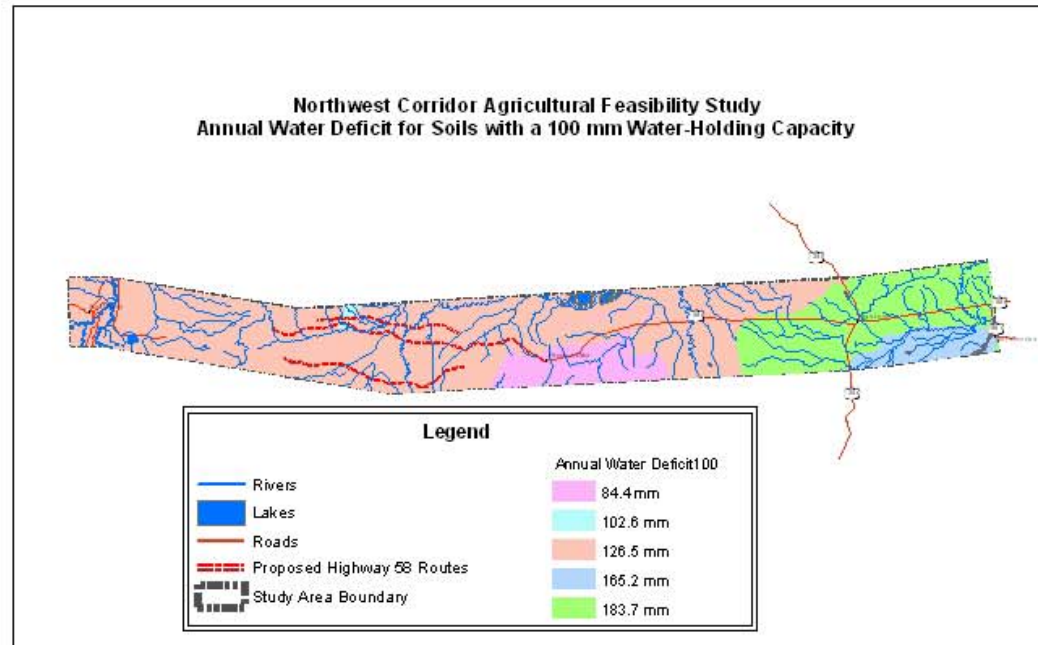 Northwest Corridor Agricultural Feasibility Study
Annual Water Deficit for Soils with a 100 mm Water-Holding Capacity
Legend
Rivers
Lakes
Roads
Proposed Highway 58 Routes
Study Area Boundary
Annual Water Deficit100
84.4 mm
102.6 mm
126.5 mm
165.2 mm
183.7 mm